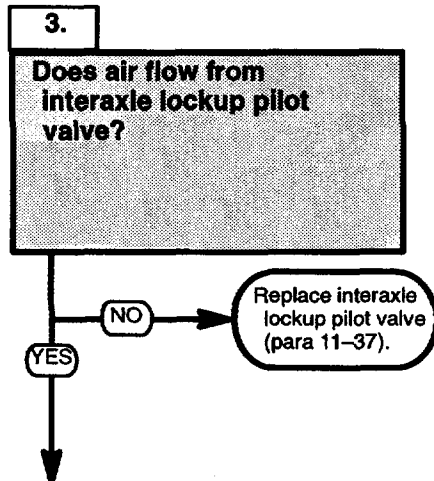 3.
Does air flow from
interaxle lockup pilot
valve?
NO
Replace interaxle
lockup pilot valve
(para 11–37).
YES